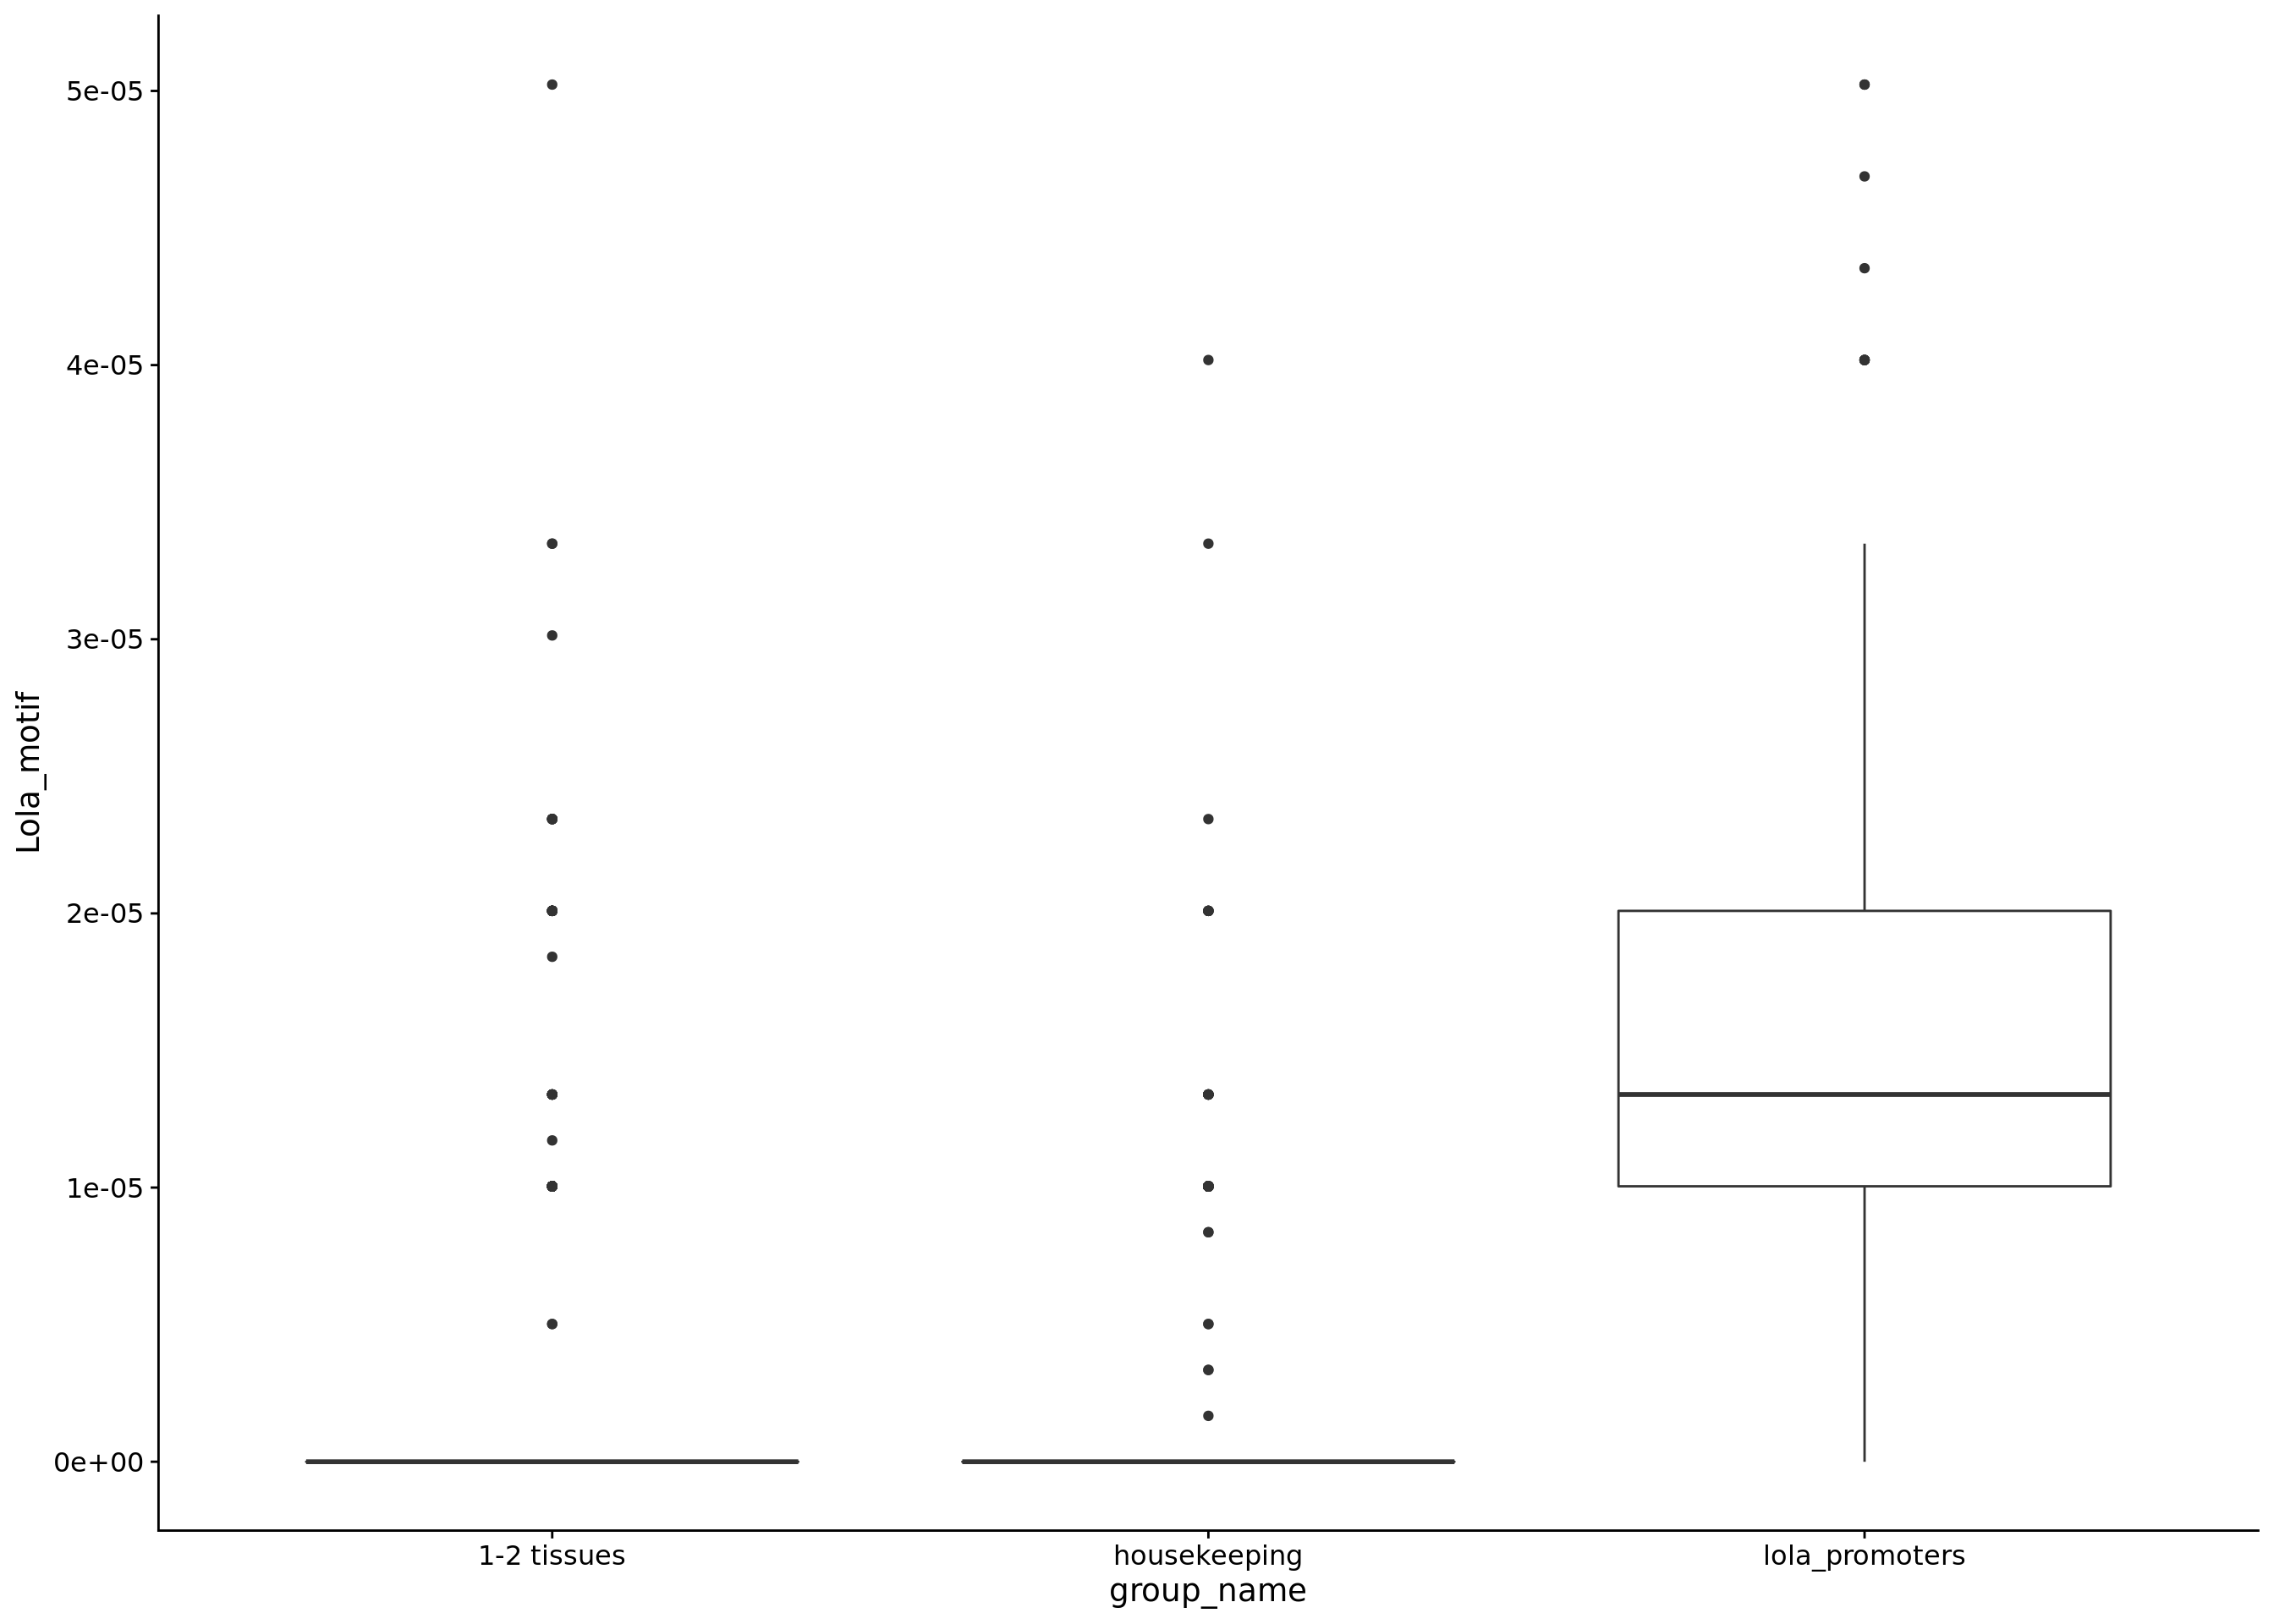 Lola_motif
5e-05
4e-05
3e-05
2e-05
1e-05
0e+00
1-2 tissues
housekeeping
lola_promoters
group_name